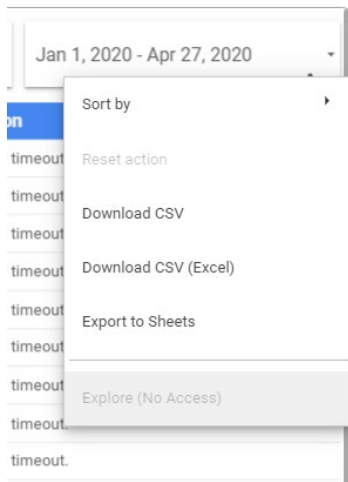 Jan 1, 2020 - Apr 27, 2020
Sort by
on
timeout
Reset action
timeout
Download CSV
timeout
timeout
Download CSV (Excel)
timeout
Export to Sheets
timeout
timeout
Explore (No Access)
timeout.
timeout.